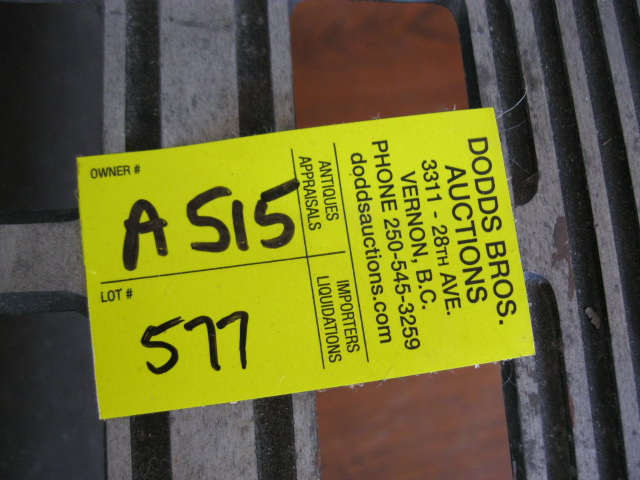 OWNER #
A 515
LOT #
577
ANTIQUES
APPRAISALS
IMPORTERS
LIQUIDATIONS
DODDS BROS.
AUCTIONS
3311 - 28TH AVE.
VERNON, B.C.
PHONE 250-545-3259
doddsauctions.com